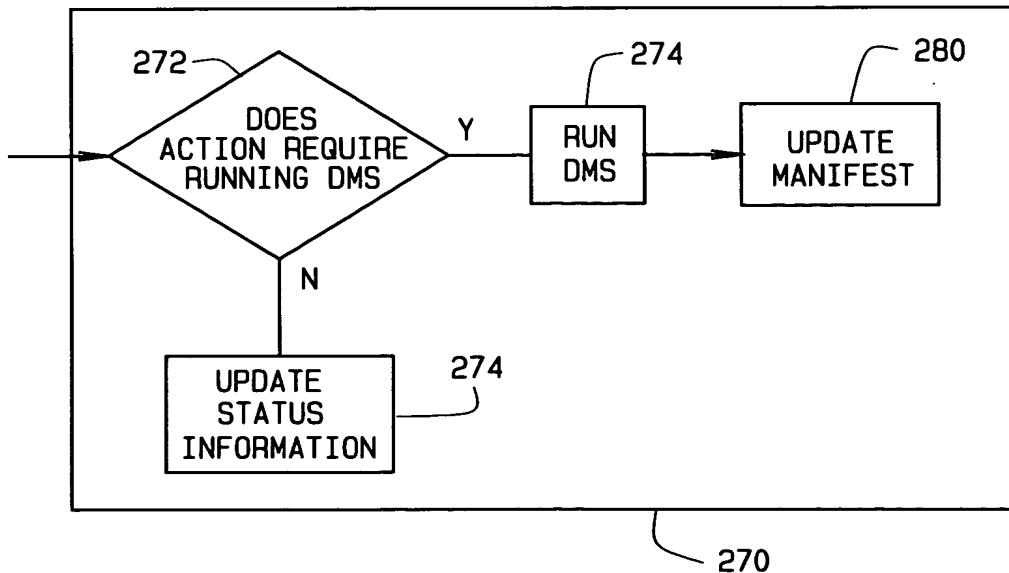 272
DOES
ACTION REQUIRE
RUNNING DMS
Y
274
RUN
DMS
280
UPDATE
MANIFEST
N
UPDATE
STATUS
INFORMATION
274
270